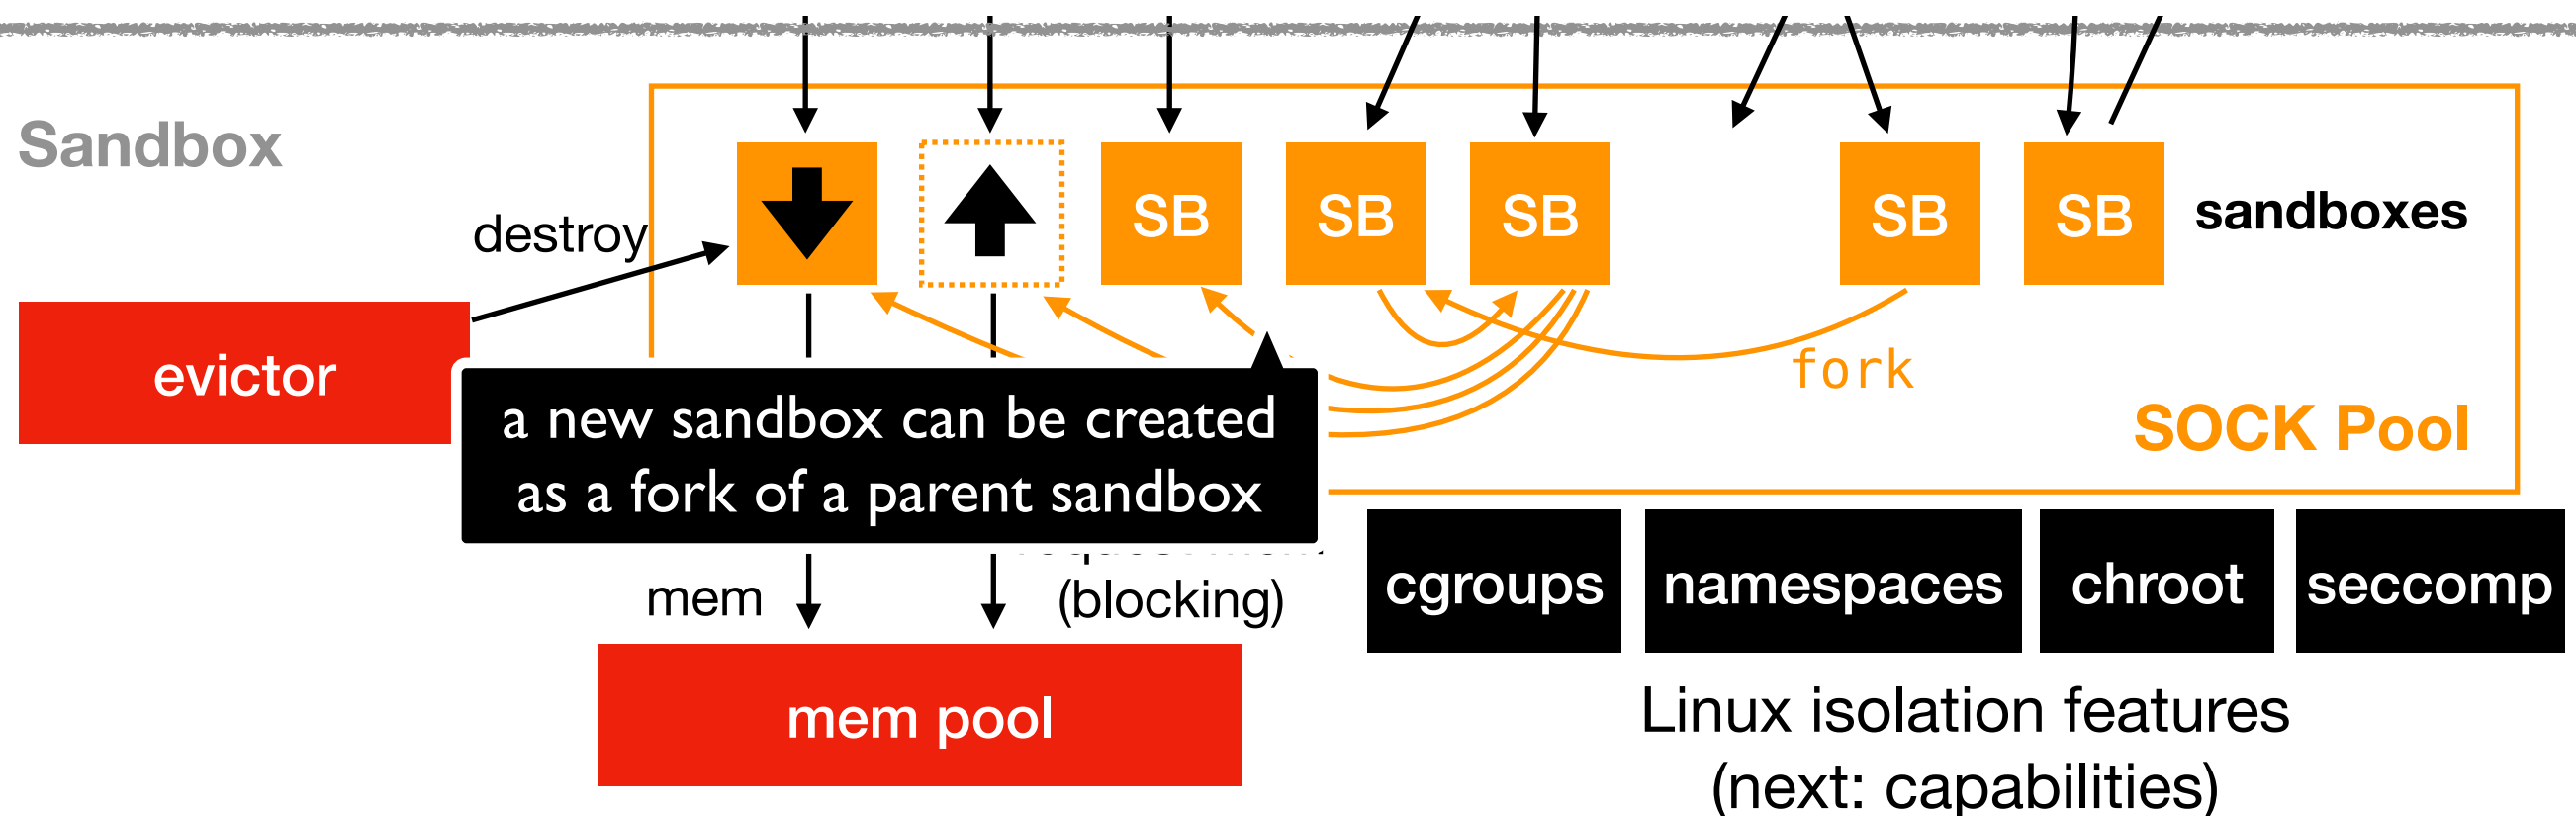 Sandbox
destroy
SB
SB
SB
SB
SB
sandboxes
evictor
fork
SOCK Pool
a new sandbox can be created
as a fork of a parent sandbox
mem
(blocking)
cgroups
namespaces
chroot
seccomp
mem pool
Linux isolation features
(next: capabilities)